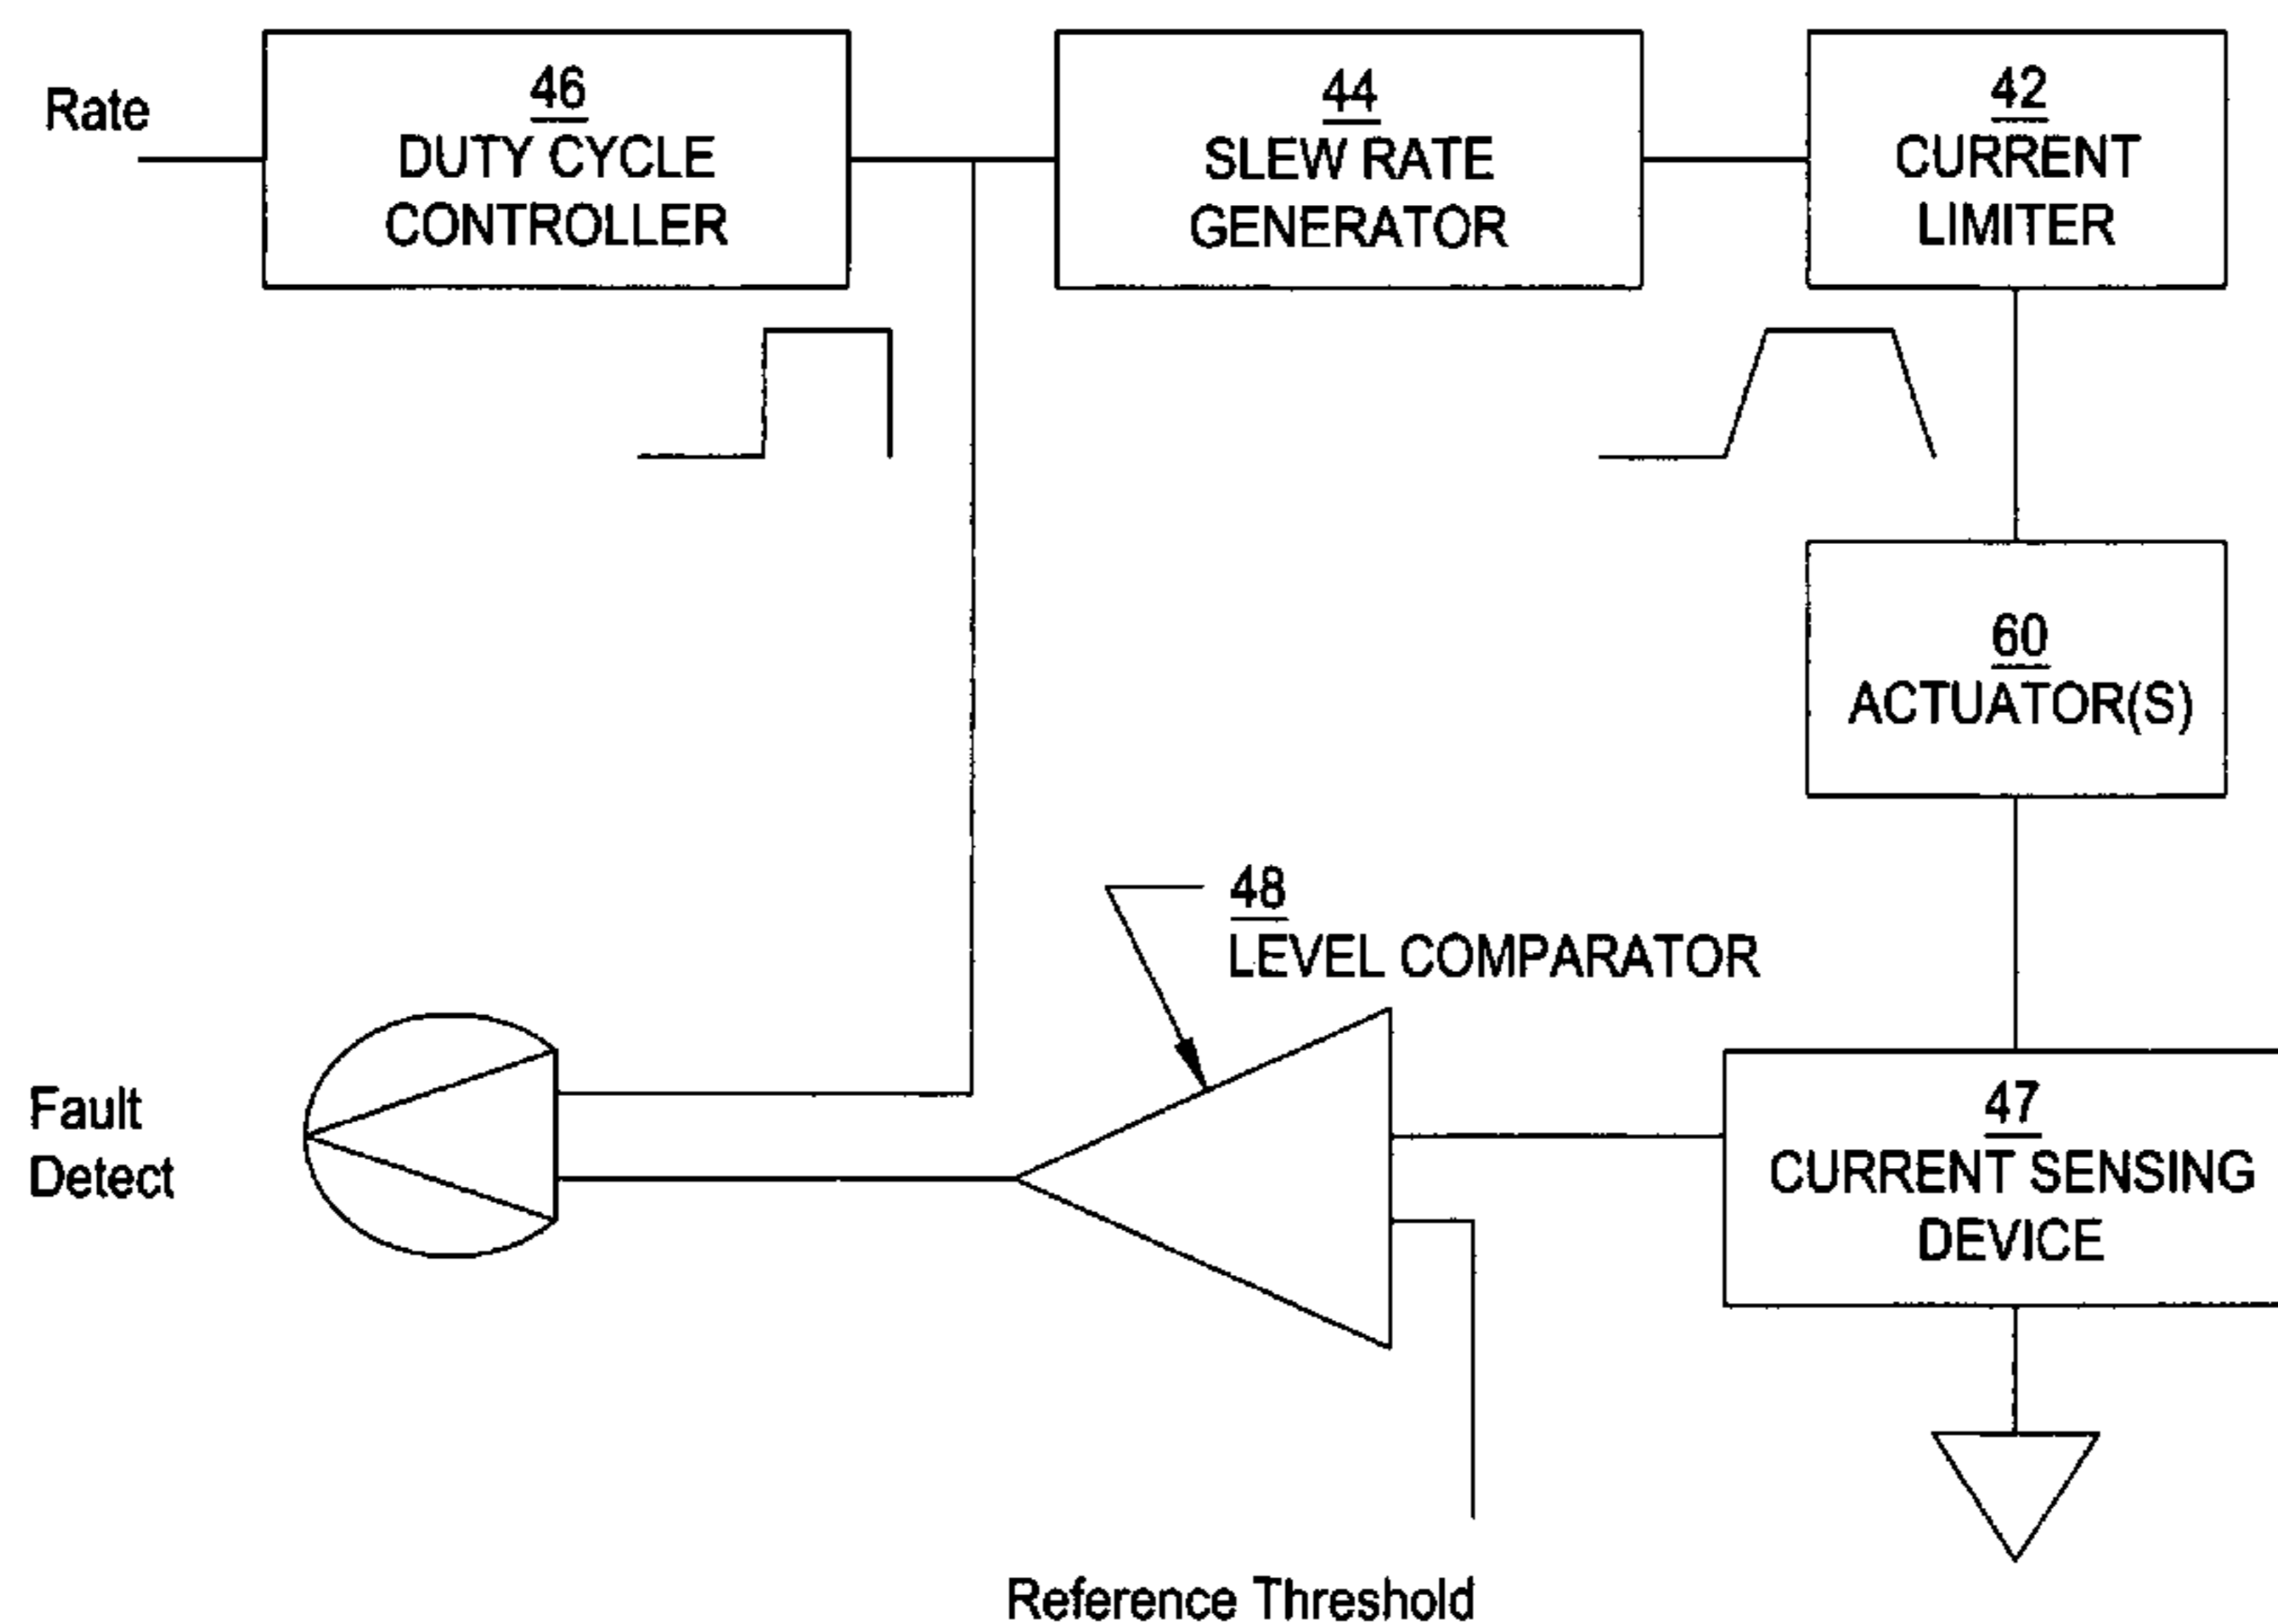 Rate
46
DUTY CYCLE
CONTROLLER
44
SLEW RATE
GENERATOR
42
CURRENT
LIMITER
60
ACTUATOR(S)
48
LEVEL COMPARATOR
Fault
Detect
47
CURRENT SENSING
DEVICE
Reference Threshold